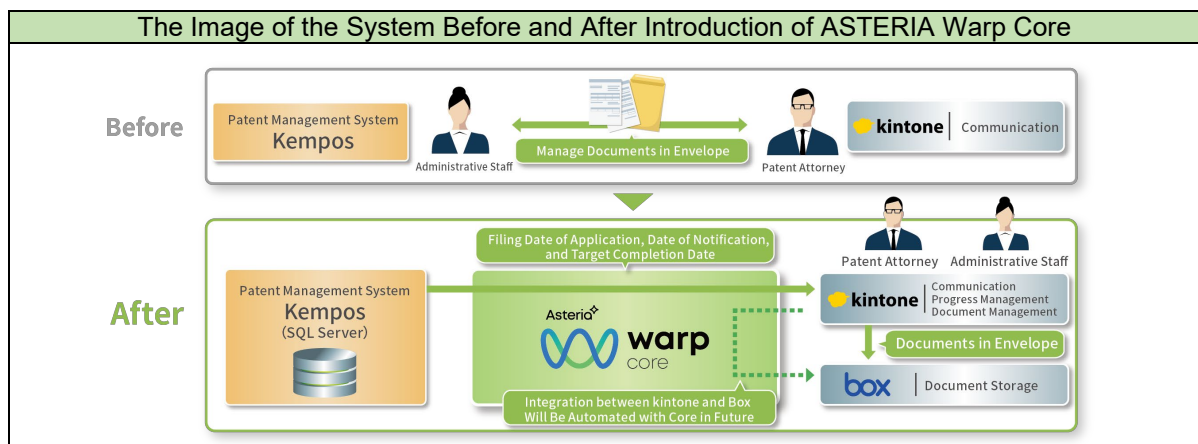 The Image of the System Before and After Introduction of ASTERIA Warp Core
Before
Patent Management System
Kempos
Administrative Staff
Manage Documents in Envelope
Patent Attorney
kintone
Communication
After
Filing Date of Application, Date of Notification,
and Target Completion Date
Patent Attorney
Administrative Staff
Patent Management System
Kempos
(SQL Server)
Asteria
warp
core
kintone
Communication
Progress Management
Document Management
Documents in Envelope
box
Document Storage
Integration between kintone and Box
Will Be Automated with Core in Future